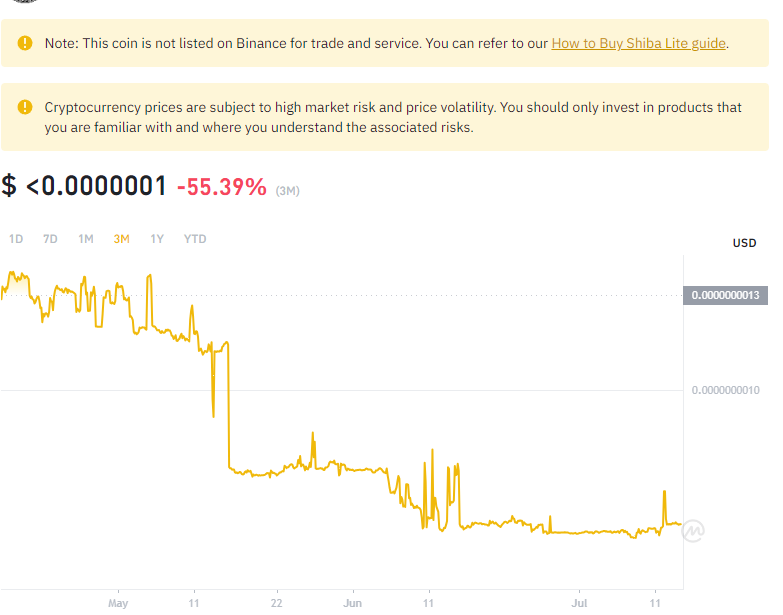 Note: This coin is not listed on Binance for trade and service. You can refer to our How to Buy Shiba Lite guide.
Cryptocurrency prices are subject to high market risk and price volatility. You should only invest in products that
you are familiar with and where you understand the associated risks.
$ <0.0000001 -55.39% (3M)
1D 7D 1M 3M 1Y YTD
USD
0.0000000013
0.0000000010
May 11 22 Jun 11 Jul 11